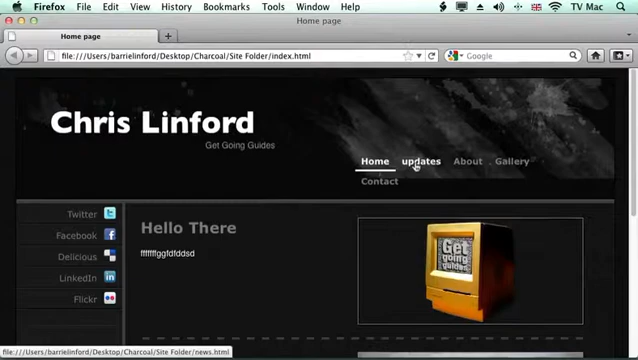 Firefox File Edit View History Bookmarks Tools Window Help TV Mac
Home page
Home page
file:///Users/barrielinford/Desktop/Charcoal/Site Folder/index.html
Google
Chris Linford
Get Going Guides
Home updates About Gallery
Contact
Twitter
Facebook
Delicious
LinkedIn
Flickr
Hello There
fffffffggfdfddsd
Get
going
guides
file:///Users/barrielinford/Desktop/Charcoal/Site Folder/news.html